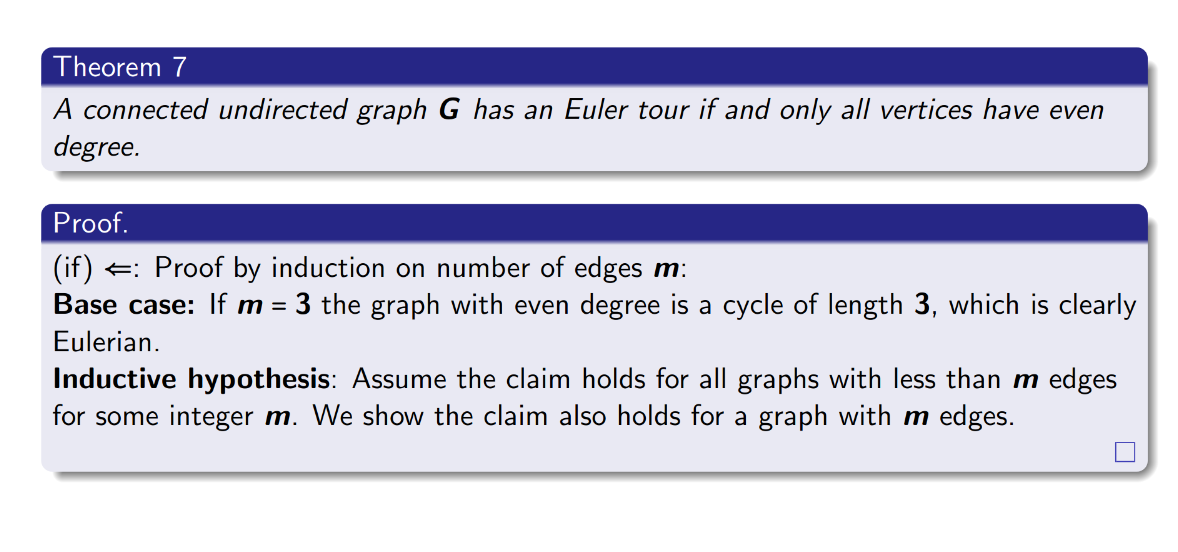 Theorem 7
A connected undirected graph G has an Euler tour if and only all vertices have even
degree.
Proof.
(if) ⇐: Proof by induction on number of edges m:
Base case: If m = 3 the graph with even degree is a cycle of length 3, which is clearly
Eulerian.
Inductive hypothesis: Assume the claim holds for all graphs with less than m edges
for some integer m. We show the claim also holds for a graph with m edges.
□